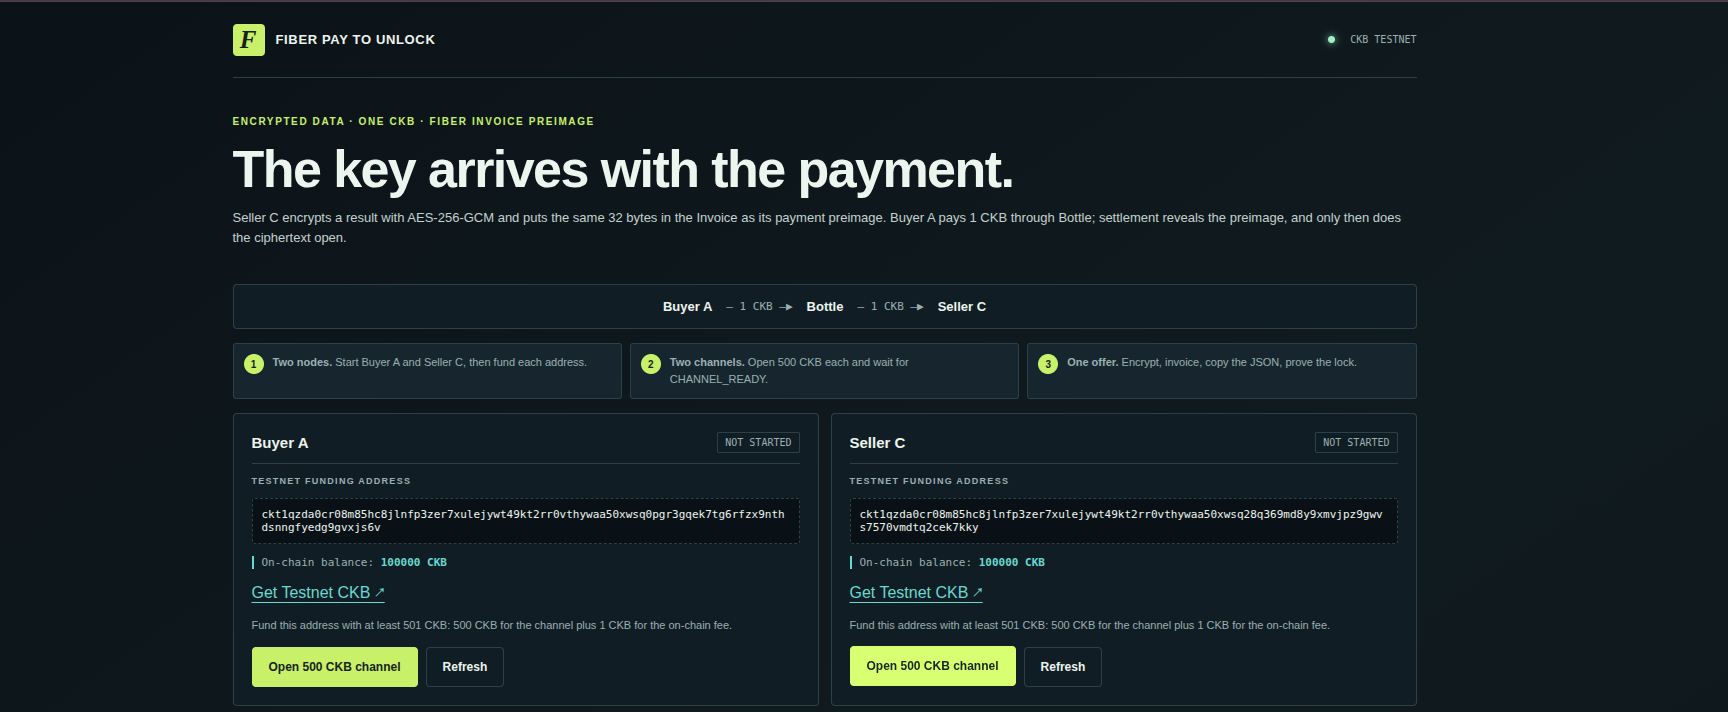 F FIBER PAY TO UNLOCK
CKB TESTNET
ENCRYPTED DATA · ONE CKB · FIBER INVOICE PREIMAGE
The key arrives with the payment.
Seller C encrypts a result with AES-256-GCM and puts the same 32 bytes in the Invoice as its payment preimage. Buyer A pays 1 CKB through Bottle; settlement reveals the preimage, and only then does
the ciphertext open.
Buyer A — 1 CKB —▶ Bottle — 1 CKB —▶ Seller C
1 Two nodes. Start Buyer A and Seller C, then fund each address.
2 Two channels. Open 500 CKB each and wait for
CHANNEL_READY.
3 One offer. Encrypt, invoice, copy the JSON, prove the lock.
Buyer A
NOT STARTED
TESTNET FUNDING ADDRESS
ckt1qzda0cr08m85hc8jlnfp3zer7xulejywt49kt2rr0vthywaa50xwsq0pgr3gqek7tg6rfzx9nth
dsnngfyedg9gvxjs6v
On-chain balance: 100000 CKB
Get Testnet CKB ↗
Fund this address with at least 501 CKB: 500 CKB for the channel plus 1 CKB for the on-chain fee.
Open 500 CKB channel
Refresh
Seller C
NOT STARTED
TESTNET FUNDING ADDRESS
ckt1qzda0cr08m85hc8jlnfp3zer7xulejywt49kt2rr0vthywaa50xwsq28q369md8y9xmvjpz9gwv
s7570vmdtq2cek7kky
On-chain balance: 100000 CKB
Get Testnet CKB ↗
Fund this address with at least 501 CKB: 500 CKB for the channel plus 1 CKB for the on-chain fee.
Open 500 CKB channel
Refresh